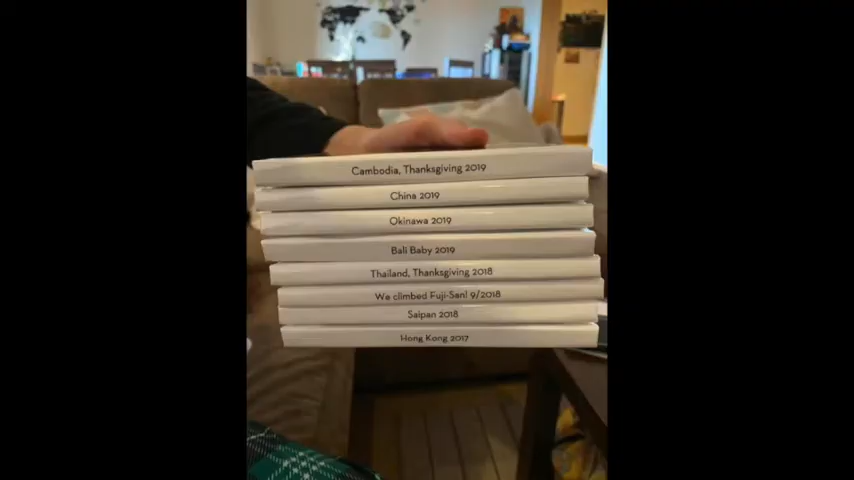 Cambodia, Thanksgiving 2019
China 2019
Okinawa 2019
Bali Baby 2019
Thailand, Thanksgiving 2018
We climbed Fuji-San! 9/2018
Saipan 2018
Hong Kong 2017